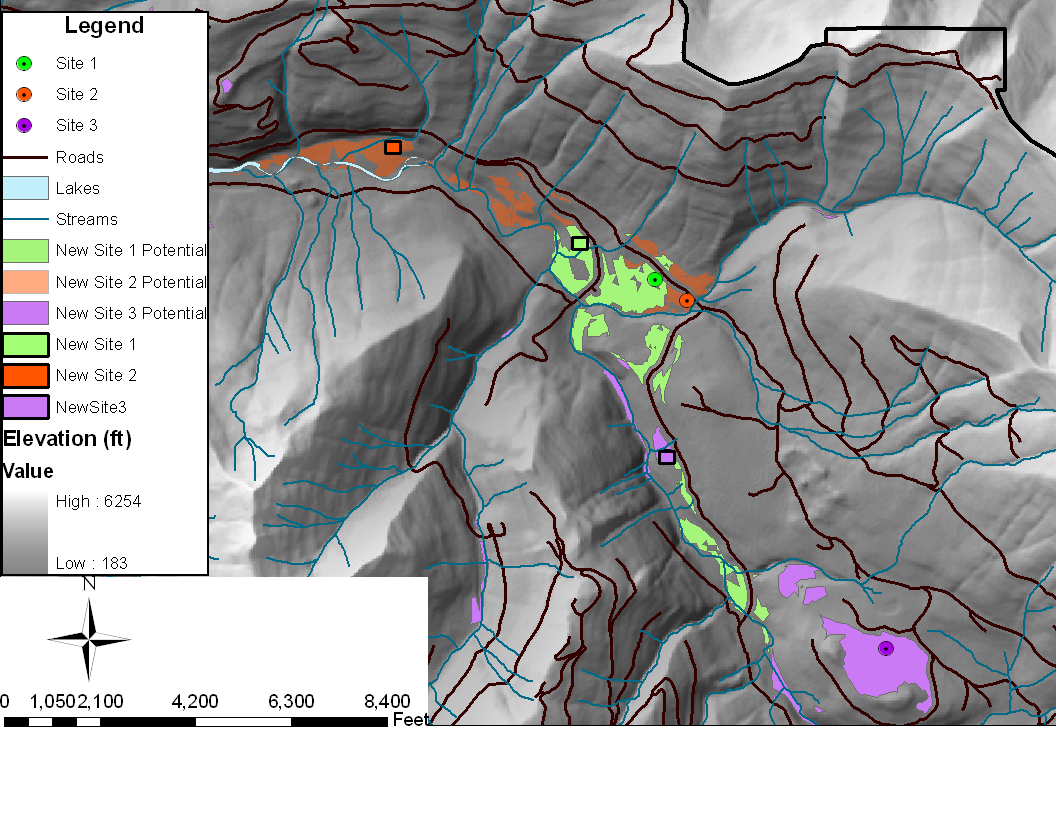 Legend
Site 1
Site 2
Site 3
Roads
Lakes
Streams
New Site 1 Potential
New Site 2 Potential
New Site 3 Potential
New Site 1
New Site 2
NewSite3
Elevation (ft)
Value
High : 6254
Low : 183
N
0 1,050 2,100 4,200 6,300 8,400
Feet